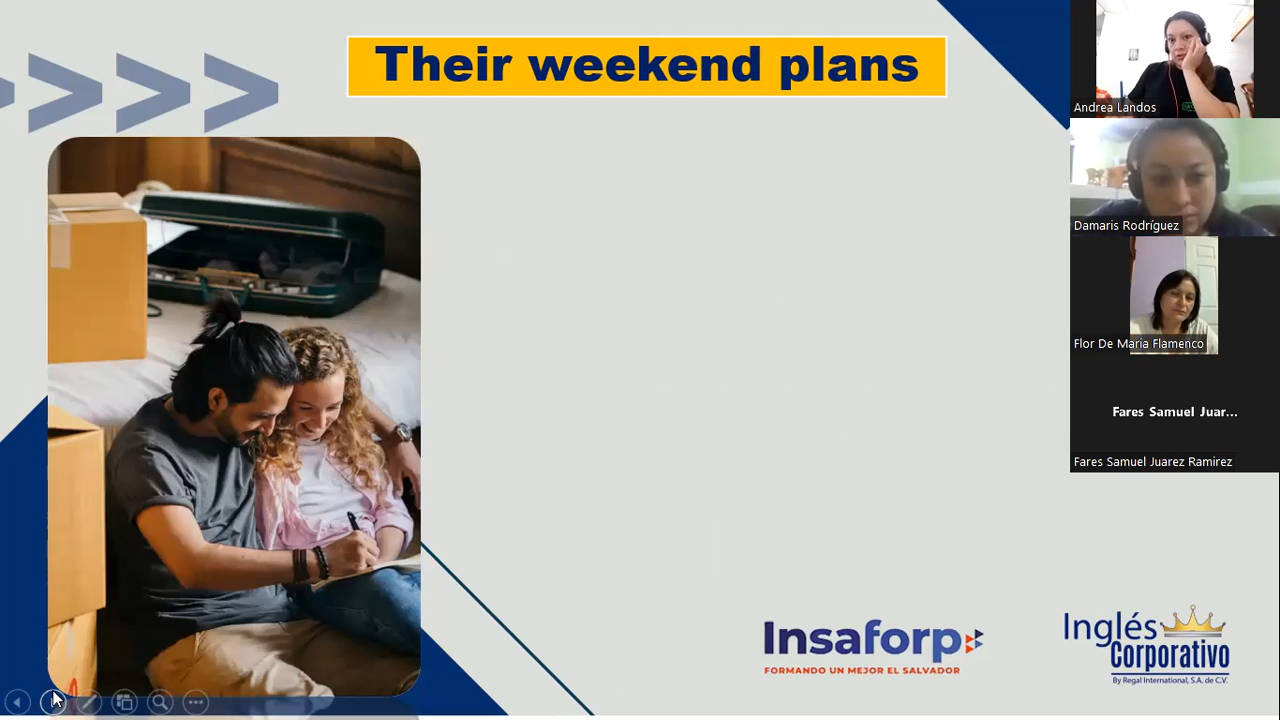 Their weekend plans
Andrea Landos
Damaris Rodríguez
Flor De Maria Flamenco
Fares Samuel Juar...
Fares Samuel Juarez Ramirez
Insaforp
FORMANDO UN MEJOR EL SALVADOR
Inglés
Corporativo
By Regal International, S.A. de C.V.